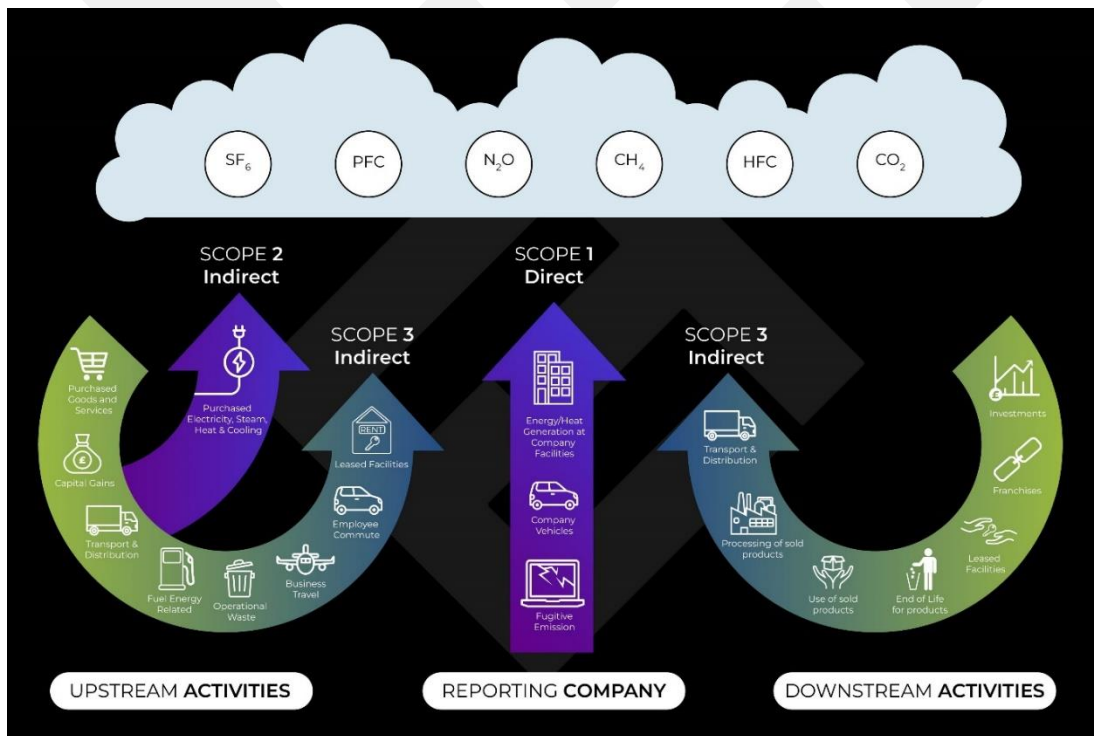 SF6
PFC
N2O
CH4
HFC
CO2
SCOPE 2
Indirect
SCOPE 1
Direct
SCOPE 3
Indirect
SCOPE 3
Indirect
Purchased
Goods and
Services
Capital Gains
Transport &
Distribution
Fuel Energy
Related
Operational
Waste
Business
Travel
Employee
Commute
RENT
Leased Facilities
Purchased
Electricity, Steam,
Heat & Cooling
Energy/Heat
Generation at
Company
Facilities
Company
Vehicles
Fugitive
Emission
Transport &
Distribution
Processing of sold
products
Use of sold
products
End of Life
for products
Leased
Facilities
Franchises
£
Investments
£
UPSTREAM ACTIVITIES
REPORTING COMPANY
DOWNSTREAM ACTIVITIES